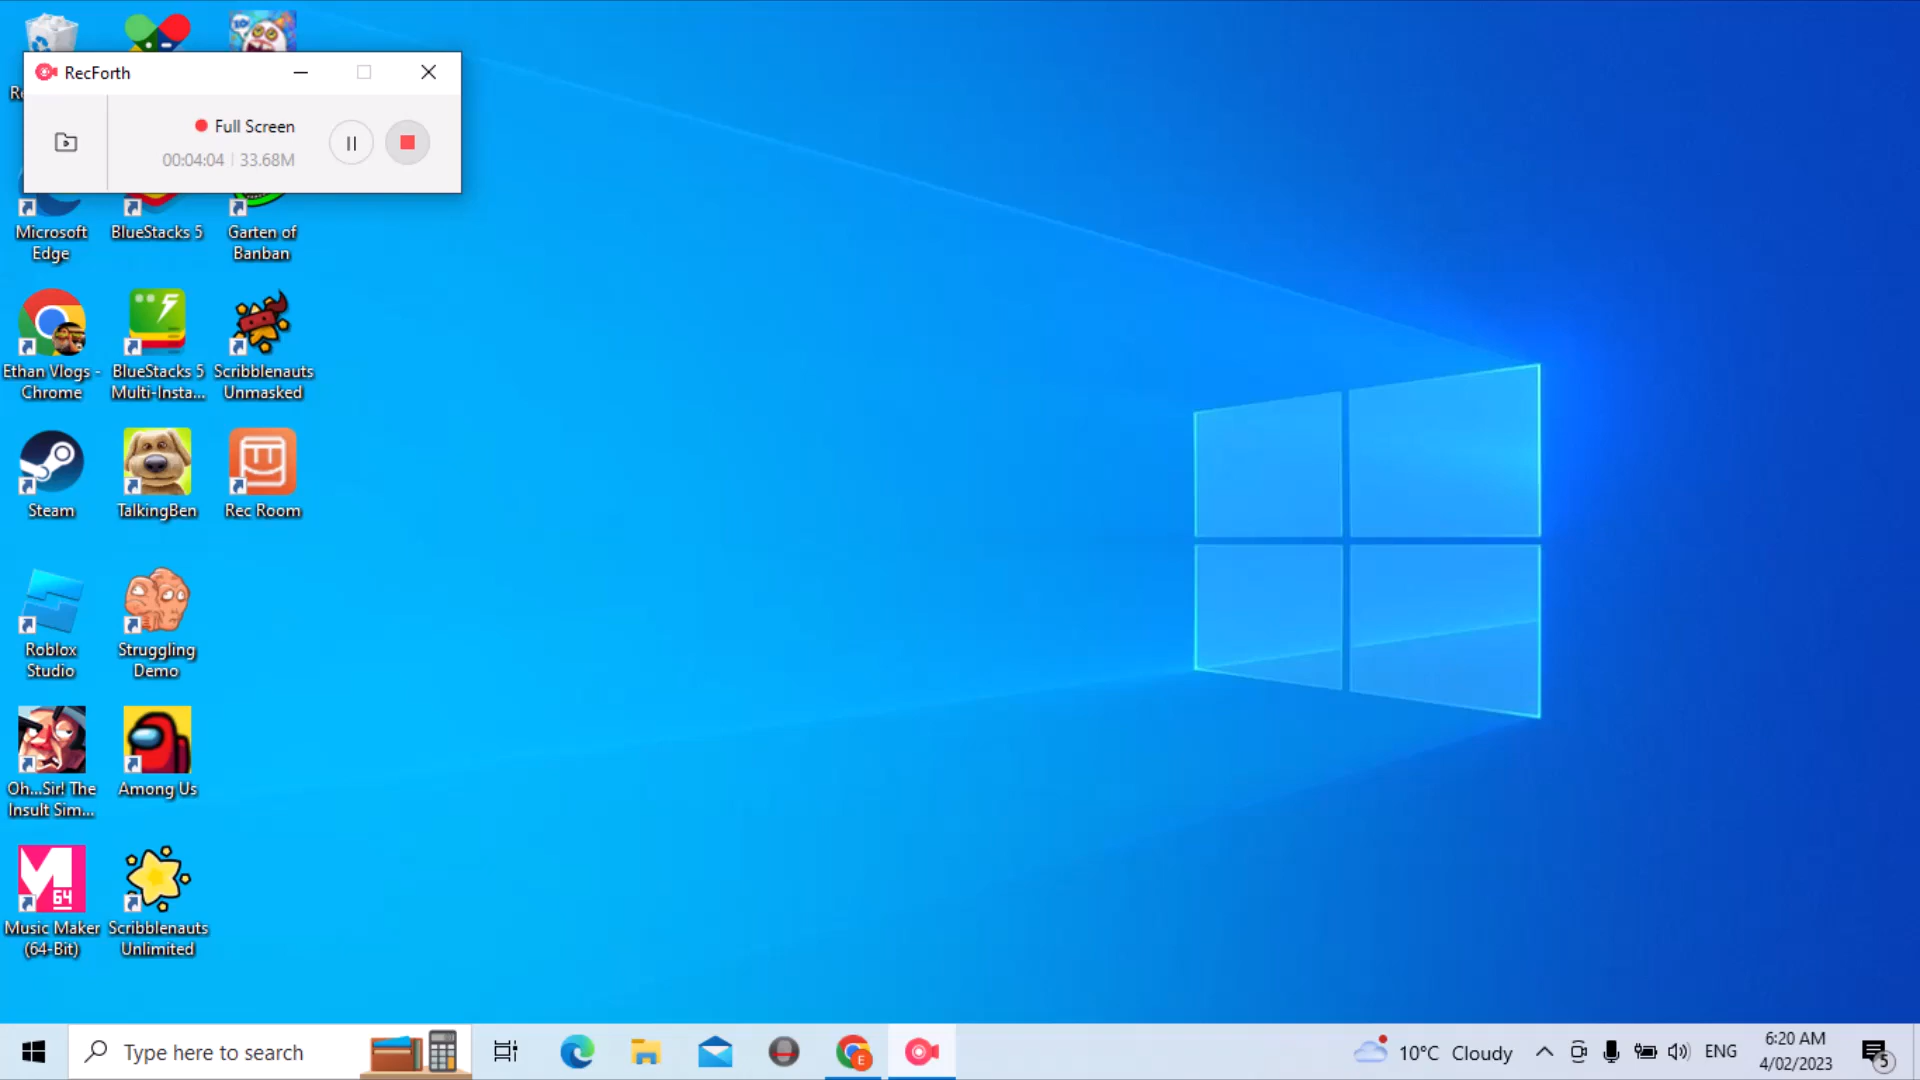 RecForth
Full Screen
00:04:04 | 33.68M
Microsoft
Edge
BlueStacks 5
Garten of
Banban
Ethan Vlogs -
Chrome
BlueStacks 5
Multi-Insta...
Scribblenauts
Unmasked
Steam
TalkingBen
Rec Room
Roblox
Studio
Struggling
Demo
Oh...Sir! The
Insult Sim...
Among Us
M
64
Music Maker
(64-Bit)
Scribblenauts
Unlimited
Type here to search
E
10°C Cloudy
ENG
6:20 AM
4/02/2023
5